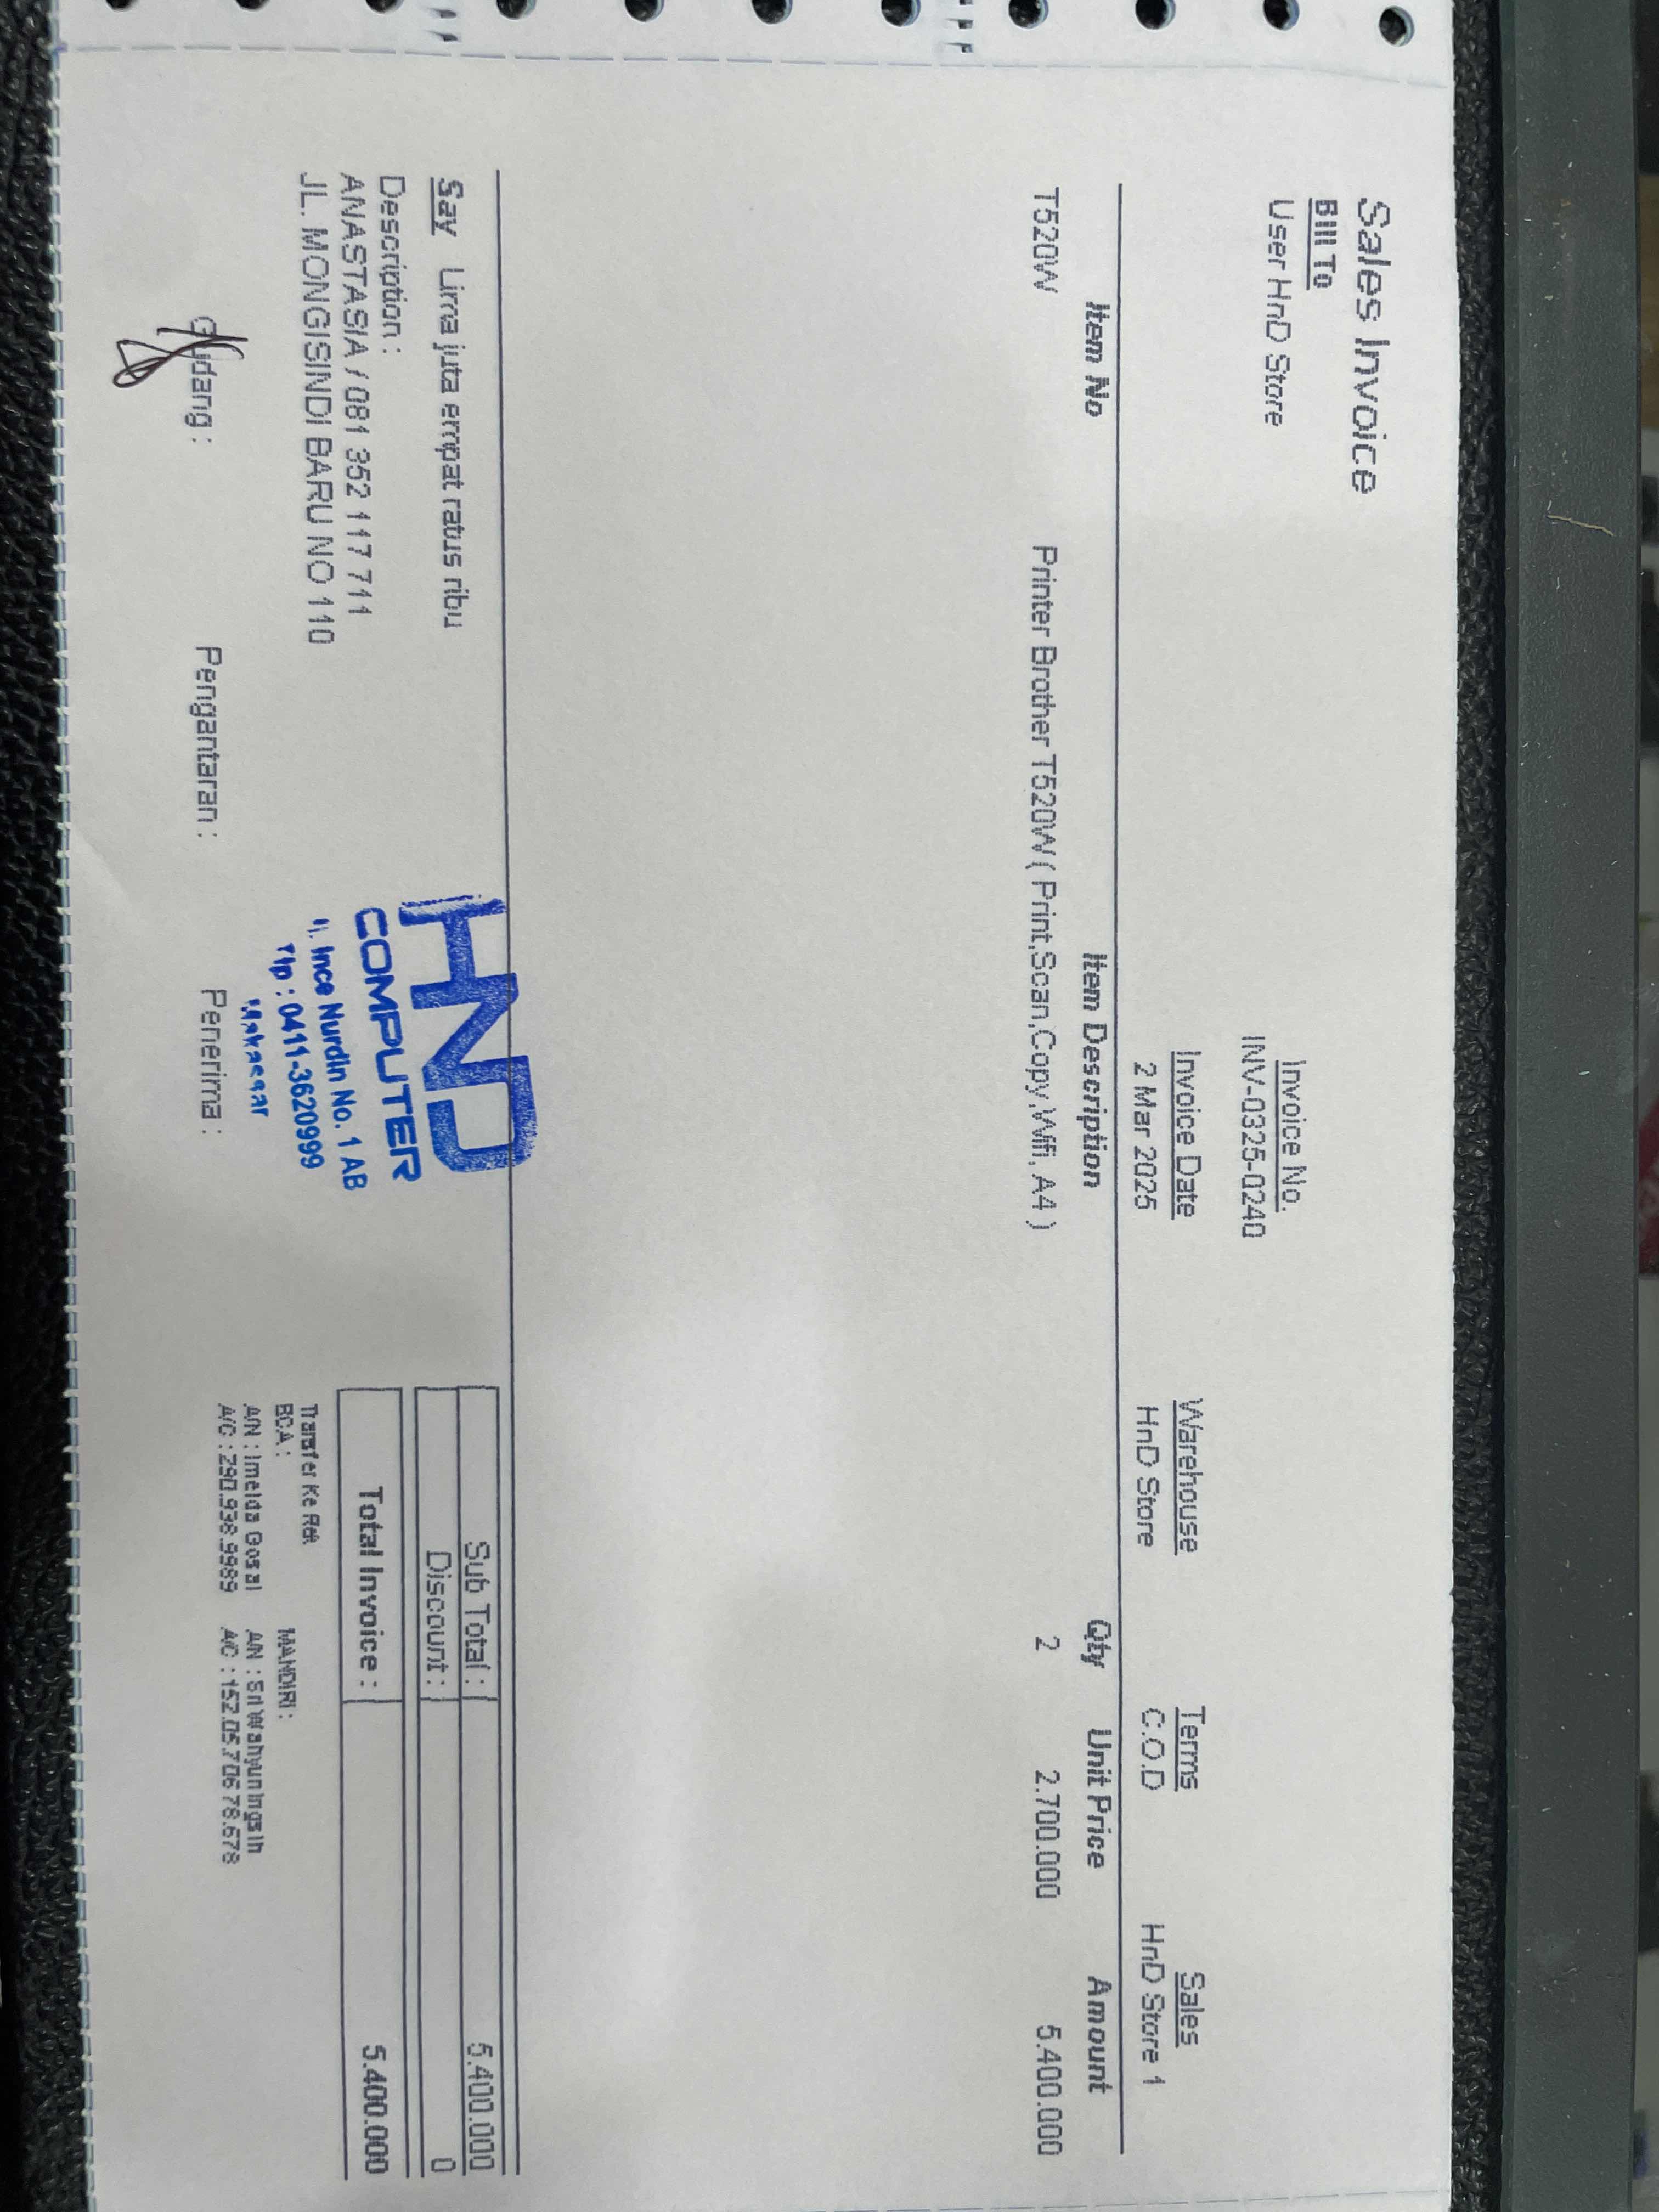 Sales Invoice
Bill To
User HnD Store
Invoice No.
INV-0325-0240
Invoice Date
2 Mar 2025
Warehouse
HnD Store
Terms
C.O.D
Sales
HnD Store 1
Item No Item Description Qty Unit Price Amount
T520W Printer Brother T520W ( Print,Scan,Copy,Wifi, A4 ) 2 2.700.000 5.400.000
Say Lima juta empat ratus ribu
Description :
ANASTASIA / 081 352 117 711
JL. MONGISINDI BARU NO 110
Gudang :
Pengantaran :
Penerima :
HND
COMPUTER
Jl. Ince Nurdin No. 1 AB
Tlp : 0411-3620999
Makassar
Sub Total : 5.400.000
Discount : 0
Total Invoice : 5.400.000
Transfer Ke Rek
BCA :
A/N : Imelda Gosal
A/C : 790.938.9989
MANDIRI :
A/N : Sri Wahyuningsih
A/C : 152.05.706.78.678